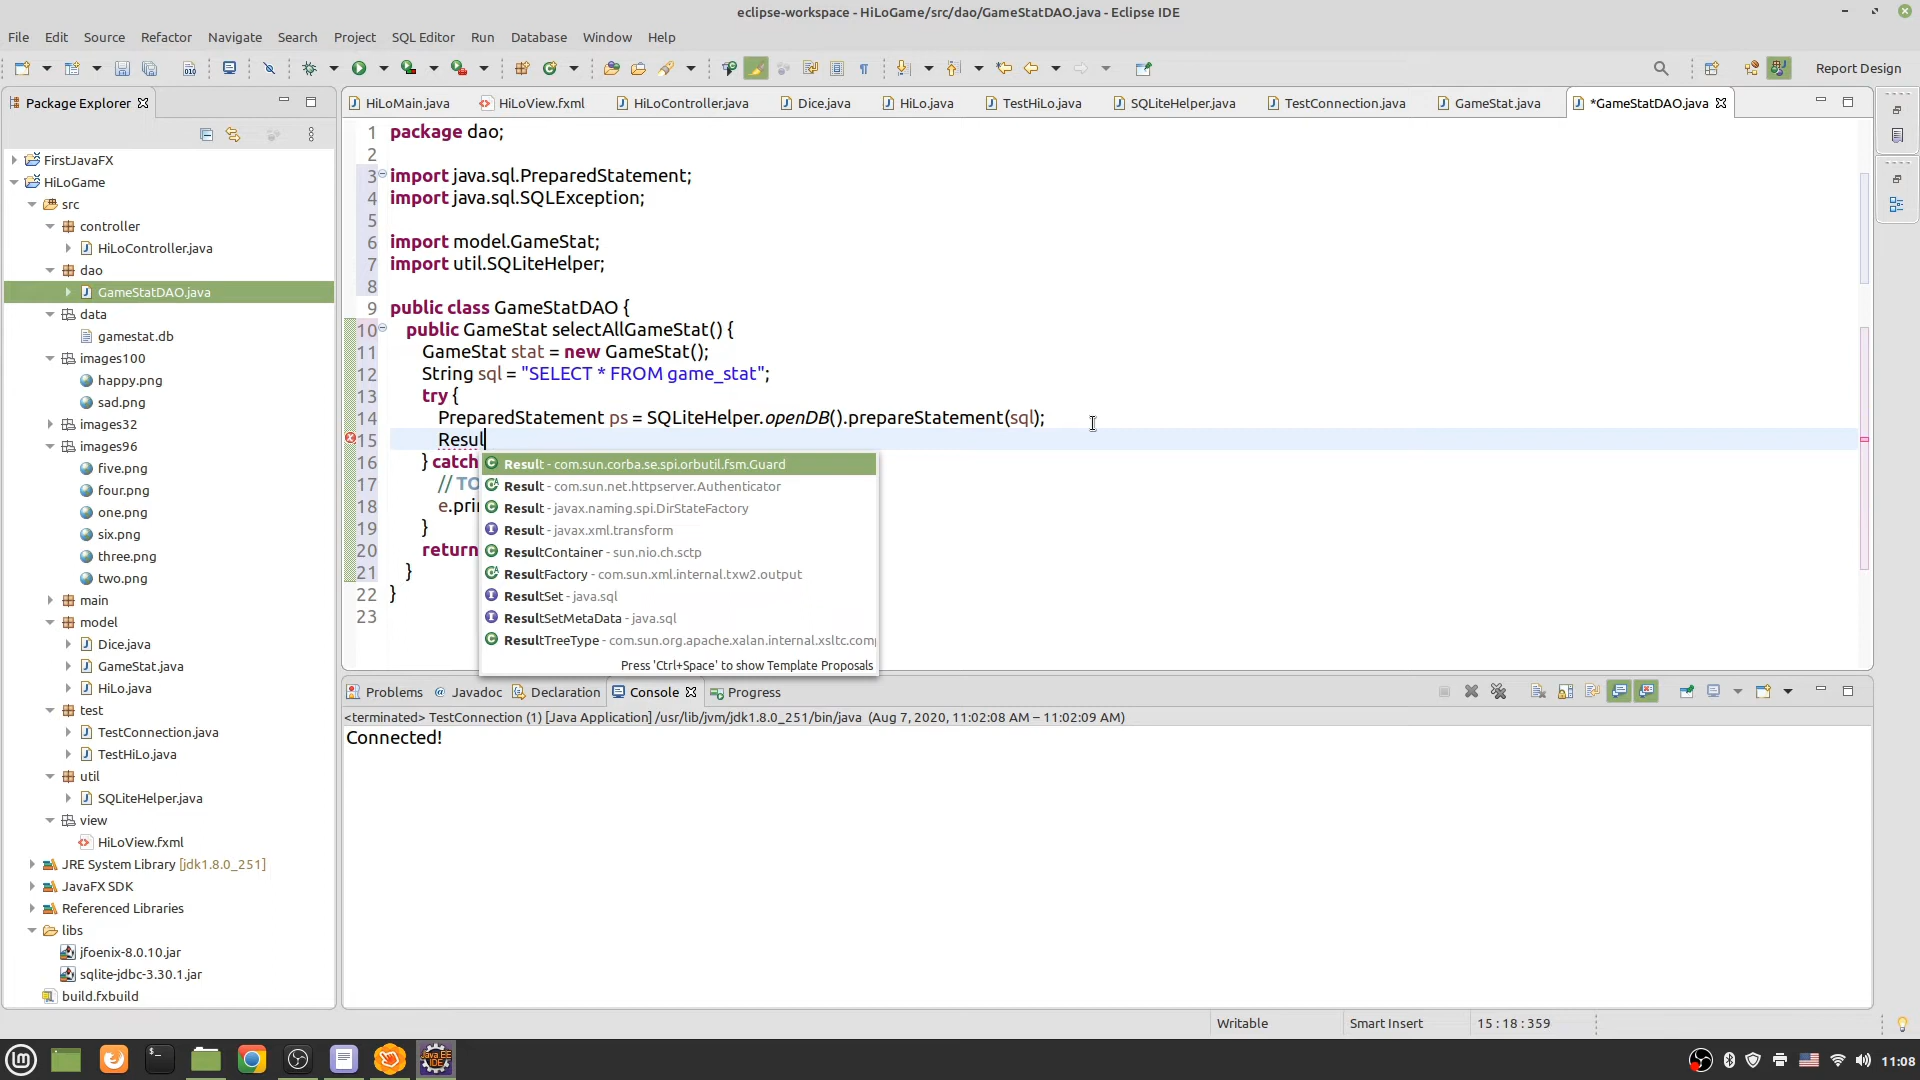 eclipse-workspace - HiLoGame/src/dao/GameStatDAO.java - Eclipse IDE
File Edit Source Refactor Navigate Search Project SQL Editor Run Database Window Help
Report Design
Package Explorer
FirstJavaFX
HiLoGame
src
controller
HiLoController.java
dao
GameStatDAO.java
data
gamestat.db
images100
happy.png
sad.png
images32
images96
five.png
four.png
one.png
six.png
three.png
two.png
main
model
Dice.java
GameStat.java
HiLo.java
test
TestConnection.java
TestHiLo.java
util
SQLiteHelper.java
view
HiLoView.fxml
JRE System Library [jdk1.8.0_251]
JavaFX SDK
Referenced Libraries
libs
jfoenix-8.0.10.jar
sqlite-jdbc-3.30.1.jar
build.fxbuild
HiLoMain.java HiLoView.fxml HiLoController.java Dice.java HiLo.java TestHiLo.java SQLiteHelper.java TestConnection.java GameStat.java *GameStatDAO.java
1 package dao;
2
3 import java.sql.PreparedStatement;
4 import java.sql.SQLException;
5
6 import model.GameStat;
7 import util.SQLiteHelper;
8
9 public class GameStatDAO {
10 public GameStat selectAllGameStat() {
11 GameStat stat = new GameStat();
12 String sql = "SELECT * FROM game_stat";
13 try {
14 PreparedStatement ps = SQLiteHelper.openDB().prepareStatement(sql);
15 Resul
16 } catch
17 // TO
18 e.pri
19 }
20 return
21 }
22 }
23
Result - com.sun.corba.se.spi.orbutil.fsm.Guard
Result - com.sun.net.httpserver.Authenticator
Result - javax.naming.spi.DirStateFactory
Result - javax.xml.transform
ResultContainer - sun.nio.ch.sctp
ResultFactory - com.sun.xml.internal.txw2.output
ResultSet - java.sql
ResultSetMetaData - java.sql
ResultTreeType - com.sun.org.apache.xalan.internal.xsltc.com
Press 'Ctrl+Space' to show Template Proposals
Problems Javadoc Declaration Console Progress
<terminated> TestConnection (1) [Java Application] /usr/lib/jvm/jdk1.8.0_251/bin/java (Aug 7, 2020, 11:02:08 AM – 11:02:09 AM)
Connected!
Writable Smart Insert 15 : 18 : 359
11:08